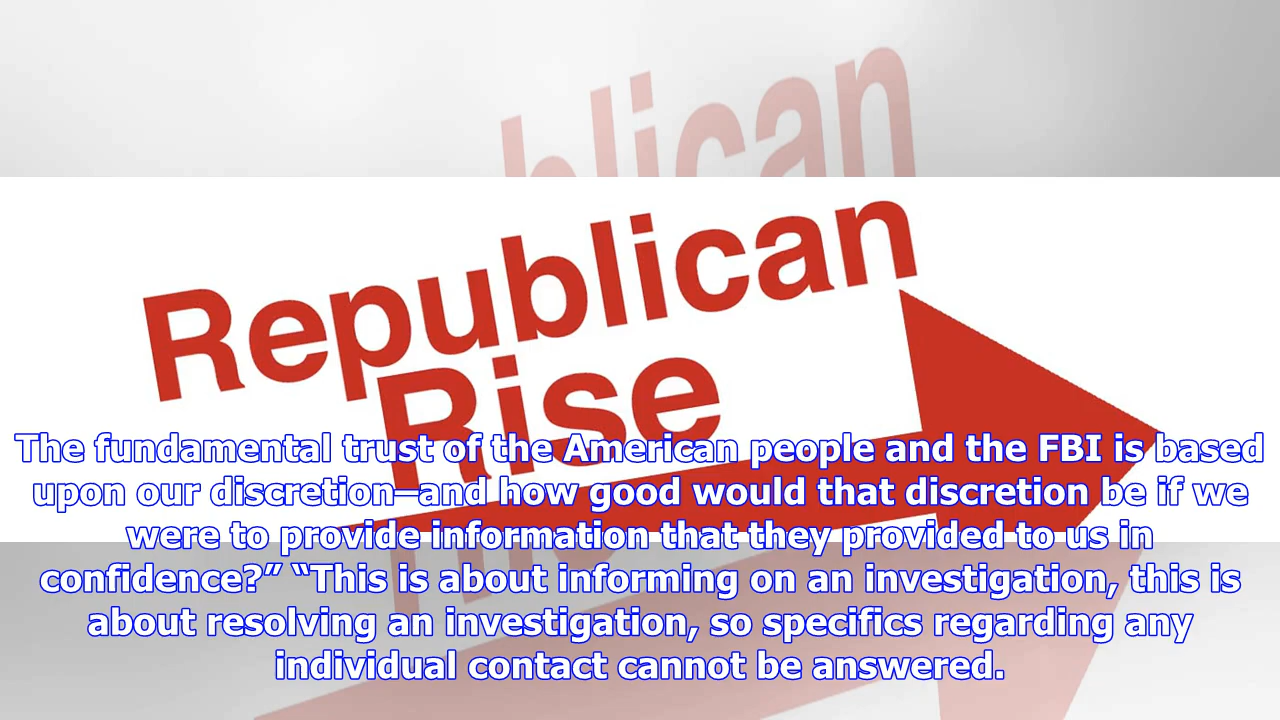 Republican
Rise
The fundamental trust of the American people and the FBI is based
upon our discretion—and how good would that discretion be if we
were to provide information that they provided to us in
confidence?” “This is about informing on an investigation, this is
about resolving an investigation, so specifics regarding any
individual contact cannot be answered.